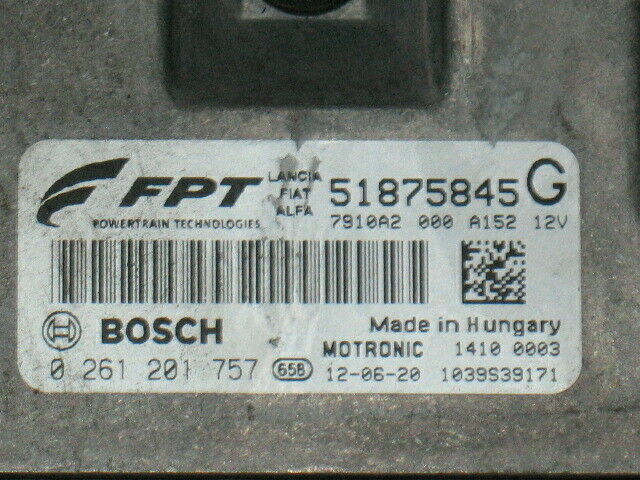 FPT
POWERTRAIN TECHNOLOGIES
LANCIA
FIAT
ALFA
51875845 G
7910A2 000 A152 12V
BOSCH
Made in Hungary
MOTRONIC 1410 0003
0 261 201 757 65B 12-06-20 1039S39171